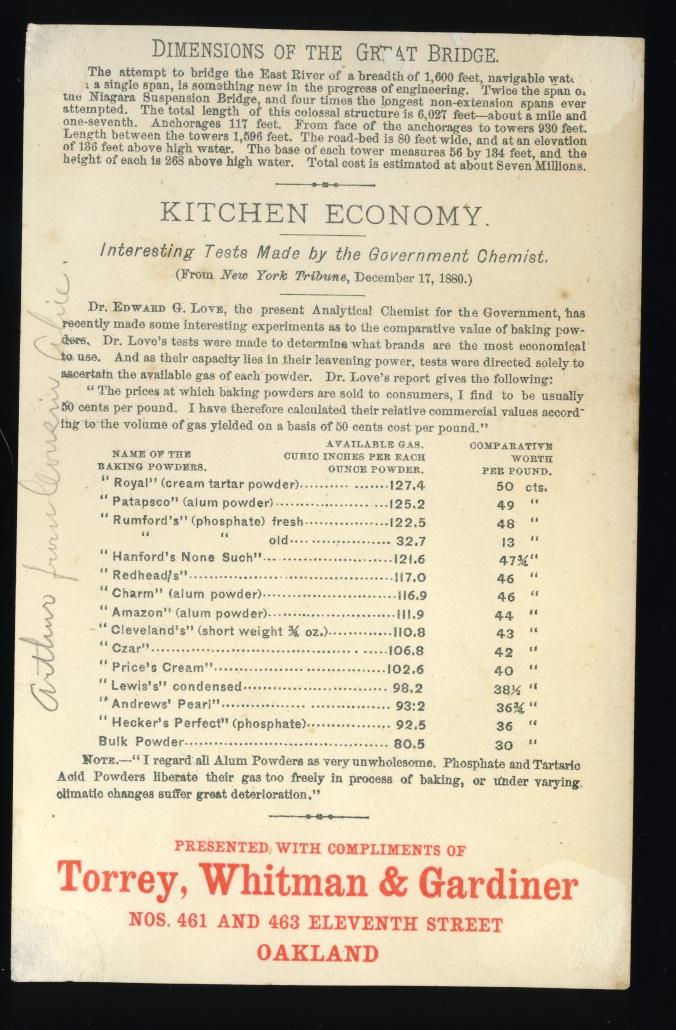 DIMENSIONS OF THE GREAT BRIDGE.
The attempt to bridge the East River of a breadth of 1,600 feet, navigable wat
a single span, is something new in the progress of engineering. Twice the span of
the Niagara Suspension Bridge, and four times the longest non-extension spans ever
attempted. The total length of this colossal structure is 6,027 feet—about a mile and
one-seventh. Anchorages 117 feet. From face of the anchorages to towers 930 feet.
Length between the towers 1,596 feet. The road-bed is 80 feet wide, and at an elevation
of 136 feet above high water. The base of each tower measures 56 by 134 feet, and the
height of each is 268 above high water. Total cost is estimated at about Seven Millions.
KITCHEN ECONOMY.
Interesting Tests Made by the Government Chemist.
(From New York Tribune, December 17, 1880.)
Dr. EDWARD G. LOVE, the present Analytical Chemist for the Government, has
recently made some interesting experiments as to the comparative value of baking pow-
ders. Dr. Love's tests were made to determine what brands are the most economical
to use. And as their capacity lies in their leavening power, tests were directed solely to
ascertain the available gas of each powder. Dr. Love's report gives the following:
"The prices at which baking powders are sold to consumers, I find to be usually
50 cents per pound. I have therefore calculated their relative commercial values accord-
ing to the volume of gas yielded on a basis of 50 cents cost per pound."
NAME OF THE BAKING POWDERS. AVAILABLE GAS. CUBIC INCHES PER EACH OUNCE POWDER. COMPARATIVE WORTH PER POUND.
"Royal" (cream tartar powder)..................127.4 50 cts.
"Patapsco" (alum powder)..................125.2 49 "
"Rumford's" (phosphate) fresh..................122.5 48 "
" " old.................. 32.7 13 "
"Hanford's None Such"..................121.6 47¾ "
"Redhead's"..................117.0 46 "
"Charm" (alum powder)..................116.9 46 "
"Amazon" (alum powder)..................111.9 44 "
"Cleveland's" (short weight ¾ oz.)..................110.8 43 "
"Czar"..................106.8 42 "
"Price's Cream"..................102.6 40 "
"Lewis's" condensed.................. 98.2 38½ "
"Andrews' Pearl".................. 93.2 36¾ "
"Hecker's Perfect" (phosphate).................. 92.5 36 "
Bulk Powder.................. 80.5 30 "
NOTE.—"I regard all Alum Powders as very unwholesome. Phosphate and Tartaric
Acid Powders liberate their gas too freely in process of baking, or under varying
climatic changes suffer great deterioration."
PRESENTED WITH COMPLIMENTS OF
Torrey, Whitman & Gardiner
NOS. 461 AND 463 ELEVENTH STREET
OAKLAND
Arthur from Cousin